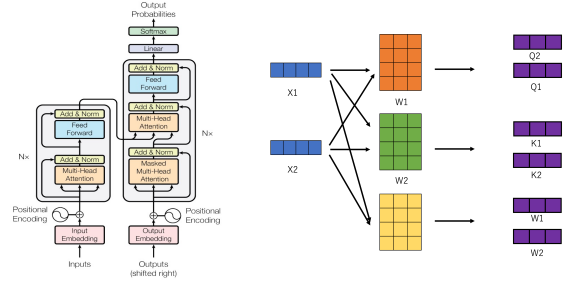 Output
Probabilities
Softmax
Linear
Add & Norm
Feed
Forward
Add & Norm
Multi-Head
Attention
Add & Norm
Masked
Multi-Head
Attention
Nx
Positional
Encoding
Output
Embedding
Outputs
(shifted right)
Add & Norm
Feed
Forward
Add & Norm
Multi-Head
Attention
Nx
Positional
Encoding
Input
Embedding
Inputs
X1
X2
W1
W2
Q2
Q1
K1
K2
W1
W2